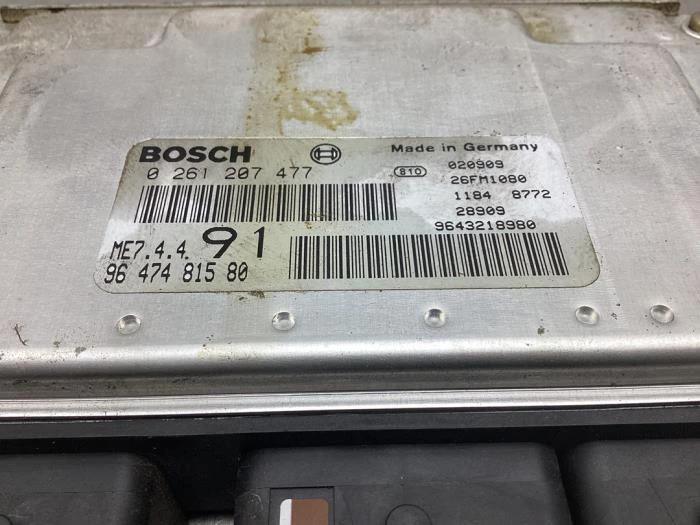 BOSCH
0 261 207 477
Made in Germany
810
020909
26FM1080
1184 8772
28909
9643218980
ME7.4.4. 91
96 474 815 80